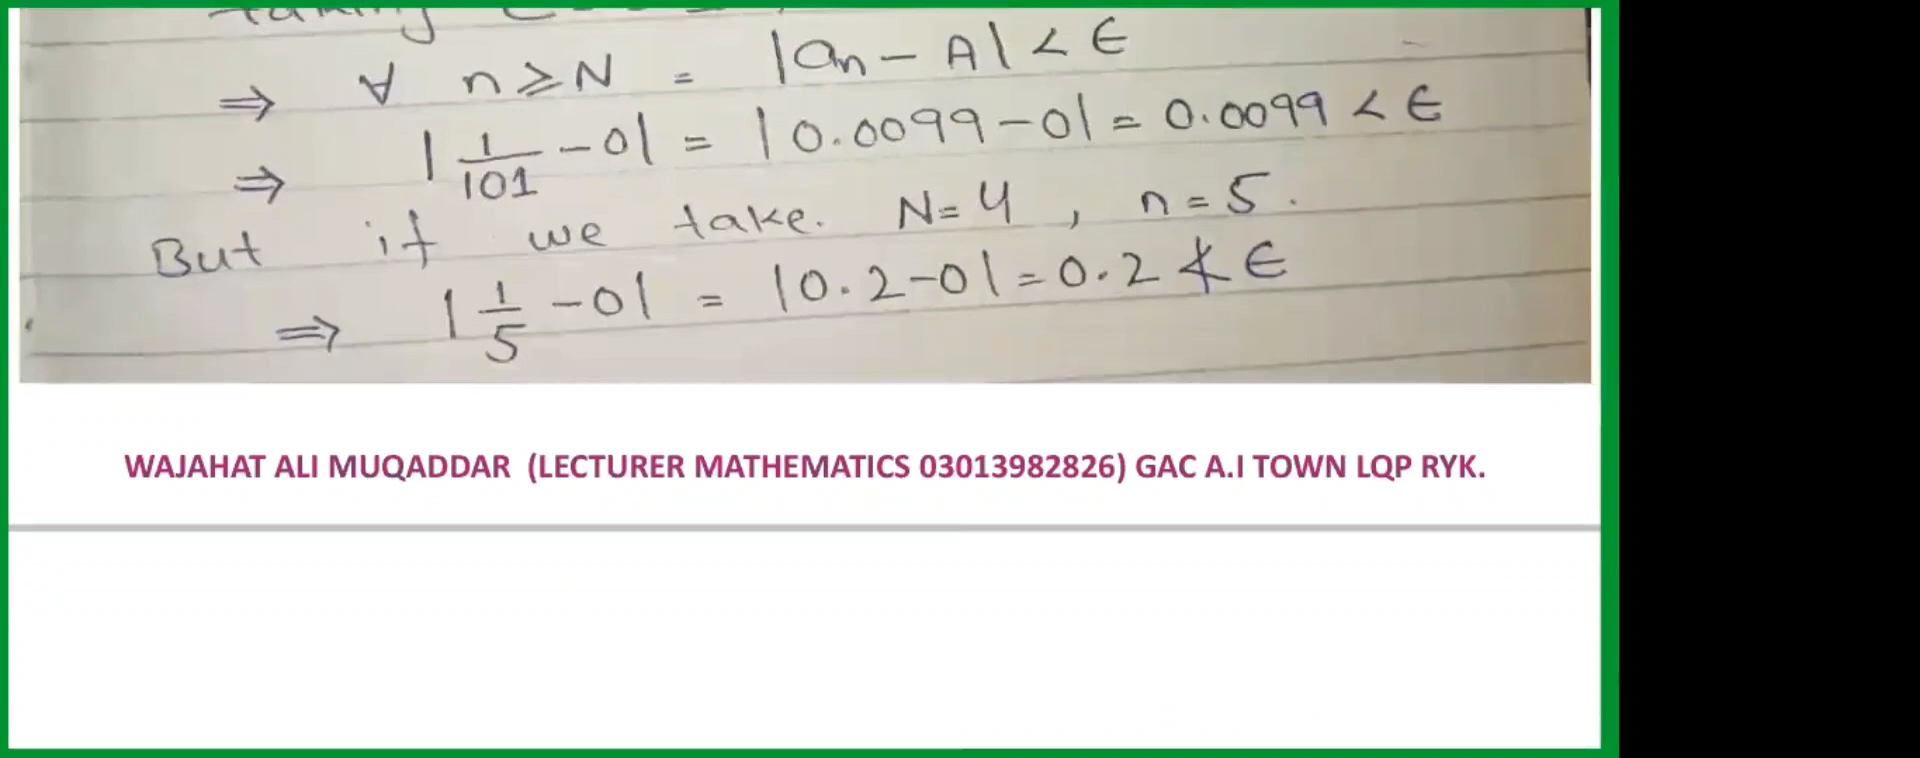 taking
⇒ ∀ n ≥ N = |an - A| < ∈
⇒ |1/101 - 0| = |0.0099 - 0| = 0.0099 < ∈
But if we take. N = 4 , n = 5 .
⇒ |1/5 - 0| = |0.2 - 0| = 0.2 ≮ ∈
WAJAHAT ALI MUQADDAR (LECTURER MATHEMATICS 03013982826) GAC A.I TOWN LQP RYK.